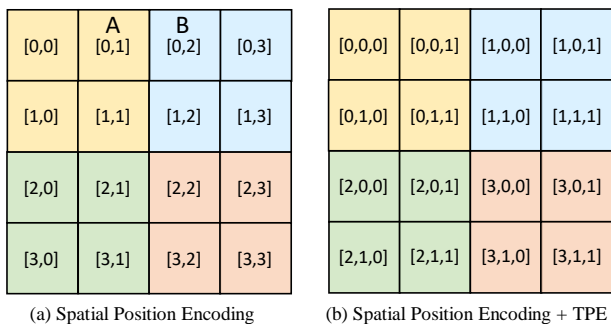 A B
[0,0] [0,1] [0,2] [0,3]
[1,0] [1,1] [1,2] [1,3]
[2,0] [2,1] [2,2] [2,3]
[3,0] [3,1] [3,2] [3,3]
(a) Spatial Position Encoding
[0,0,0] [0,0,1] [1,0,0] [1,0,1]
[0,1,0] [0,1,1] [1,1,0] [1,1,1]
[2,0,0] [2,0,1] [3,0,0] [3,0,1]
[2,1,0] [2,1,1] [3,1,0] [3,1,1]
(b) Spatial Position Encoding + TPE